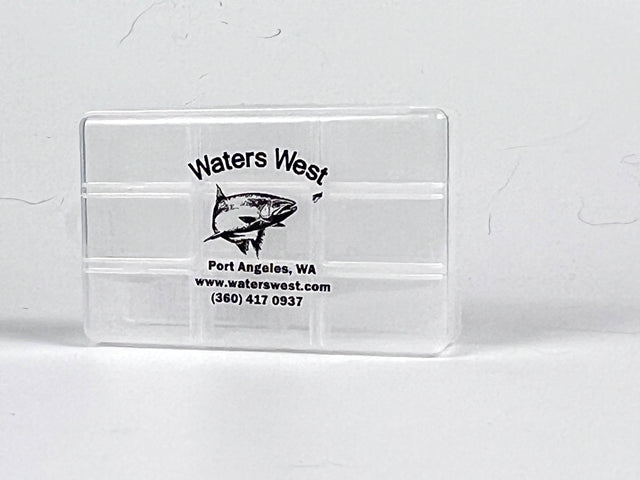 Waters West
Port Angeles, WA
www.waterswest.com
(360) 417 0937